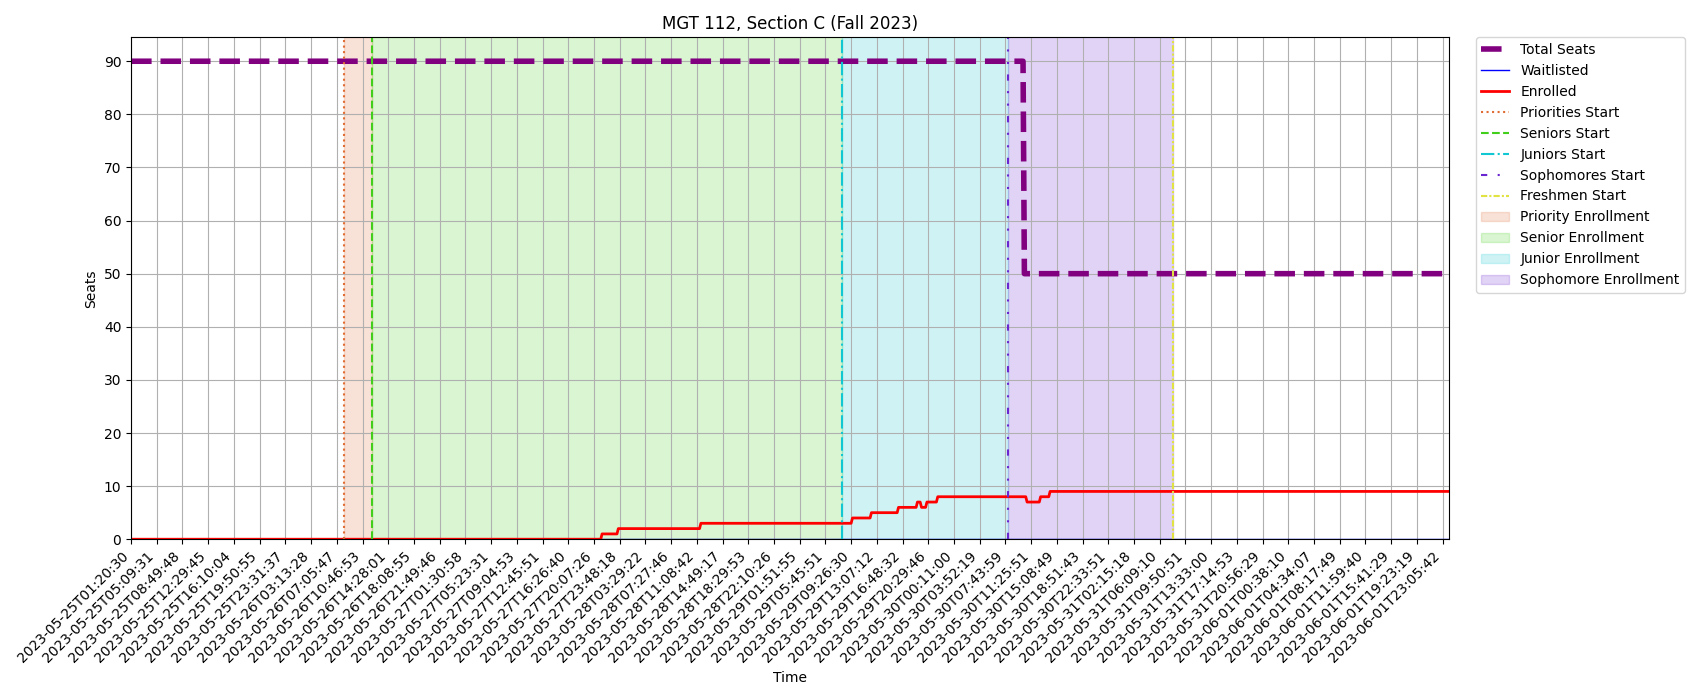 MGT 112, Section C (Fall 2023)
Total Seats
Waitlisted
Enrolled
Priorities Start
Seniors Start
Juniors Start
Sophomores Start
Freshmen Start
Priority Enrollment
Senior Enrollment
Junior Enrollment
Sophomore Enrollment
Seats
90
80
70
60
50
40
30
20
10
0
2023-05-25T01:20:30
2023-05-25T05:09:31
2023-05-25T08:49:48
2023-05-25T12:29:45
2023-05-25T16:10:04
2023-05-25T19:50:55
2023-05-25T23:31:37
2023-05-26T03:13:28
2023-05-26T07:05:47
2023-05-26T10:46:53
2023-05-26T14:28:01
2023-05-26T18:08:55
2023-05-26T21:49:46
2023-05-27T01:30:58
2023-05-27T05:23:31
2023-05-27T09:04:53
2023-05-27T12:45:51
2023-05-27T16:26:40
2023-05-27T20:07:26
2023-05-27T23:48:18
2023-05-28T03:29:22
2023-05-28T07:27:46
2023-05-28T11:08:42
2023-05-28T14:49:17
2023-05-28T18:29:53
2023-05-28T22:10:26
2023-05-29T01:51:55
2023-05-29T05:45:51
2023-05-29T09:26:30
2023-05-29T13:07:12
2023-05-29T16:48:32
2023-05-29T20:29:46
2023-05-30T00:11:00
2023-05-30T03:52:19
2023-05-30T07:43:59
2023-05-30T11:25:51
2023-05-30T15:08:49
2023-05-30T18:51:43
2023-05-30T22:33:51
2023-05-31T02:15:18
2023-05-31T06:09:10
2023-05-31T09:50:51
2023-05-31T13:33:00
2023-05-31T17:14:53
2023-05-31T20:56:29
2023-06-01T00:38:10
2023-06-01T04:34:07
2023-06-01T08:17:49
2023-06-01T11:59:40
2023-06-01T15:41:29
2023-06-01T19:23:19
2023-06-01T23:05:42
Time